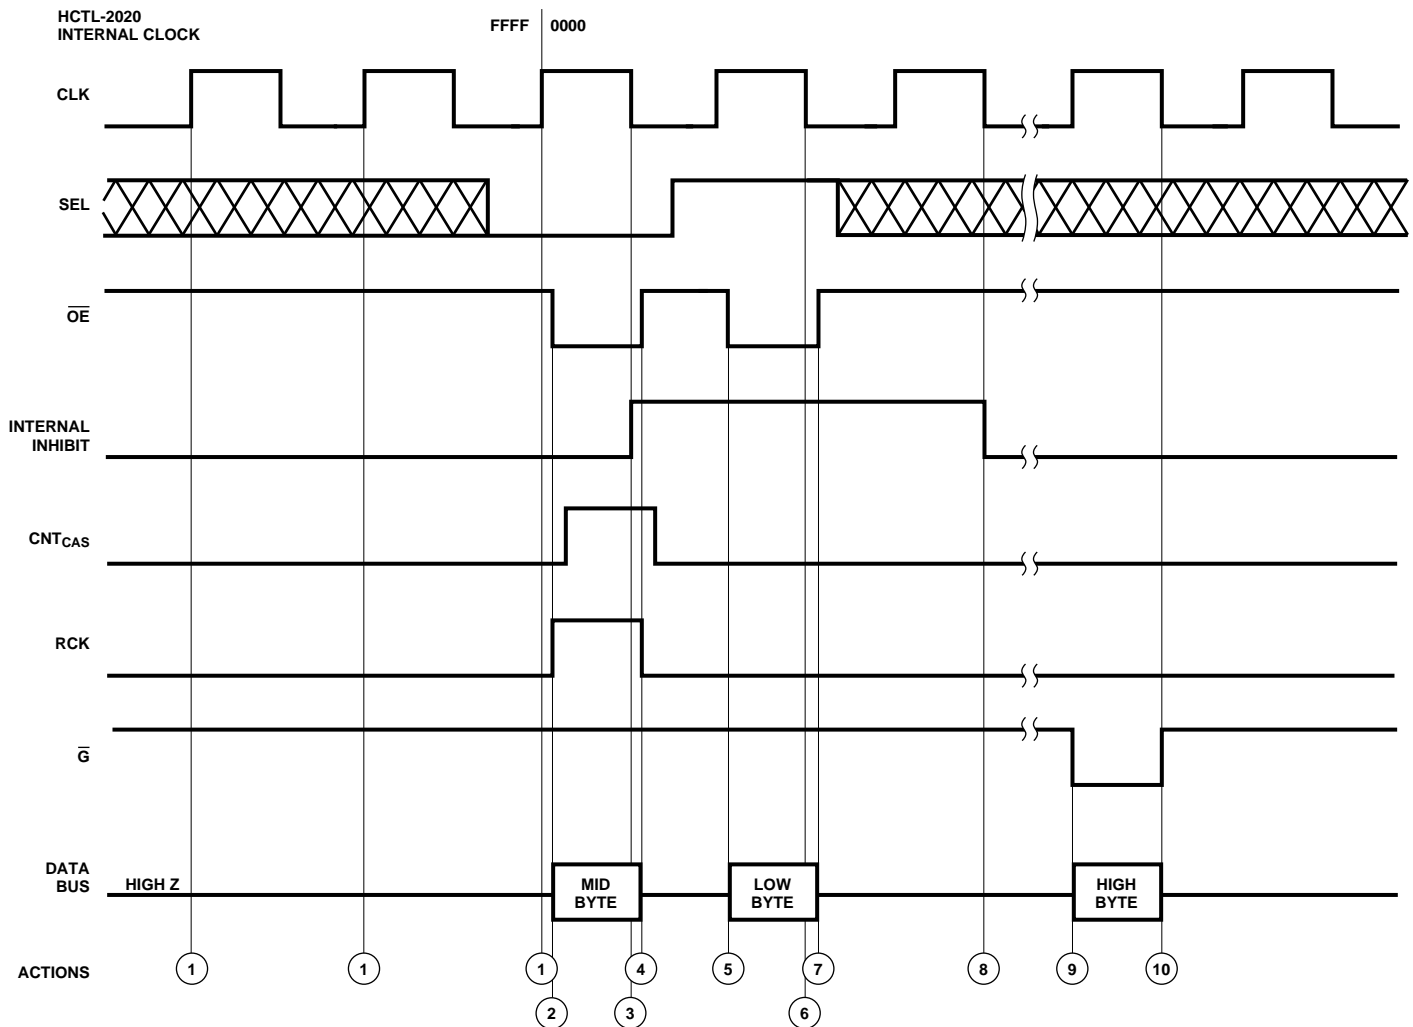 HCTL-2020
INTERNAL CLOCK
FFFF 0000
CLK
SEL
OE
INTERNAL
INHIBIT
CNTCAS
RCK
G
DATA
BUS
HIGH Z
MID
BYTE
LOW
BYTE
HIGH
BYTE
ACTIONS
1 1 1 4 5 7 8 9 10
2 3 6